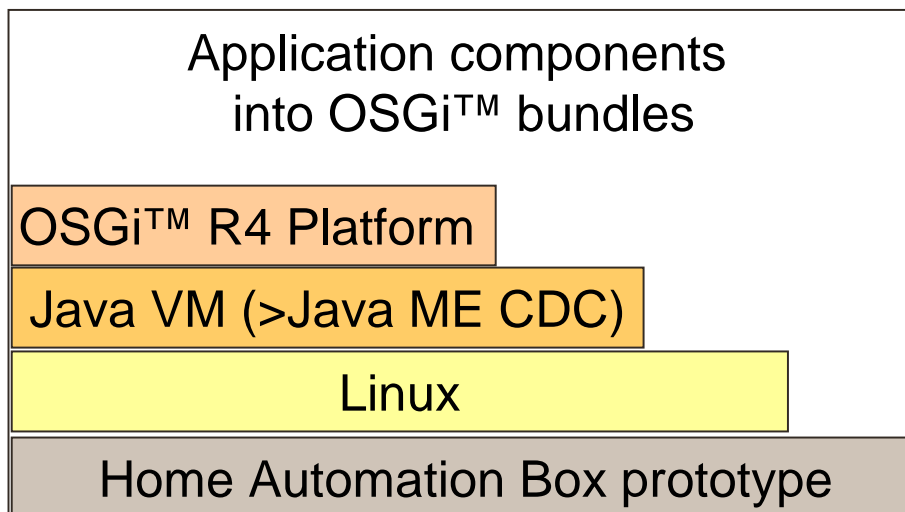 Application components
into OSGi™ bundles
OSGi™ R4 Platform
Java VM (>Java ME CDC)
Linux
Home Automation Box prototype